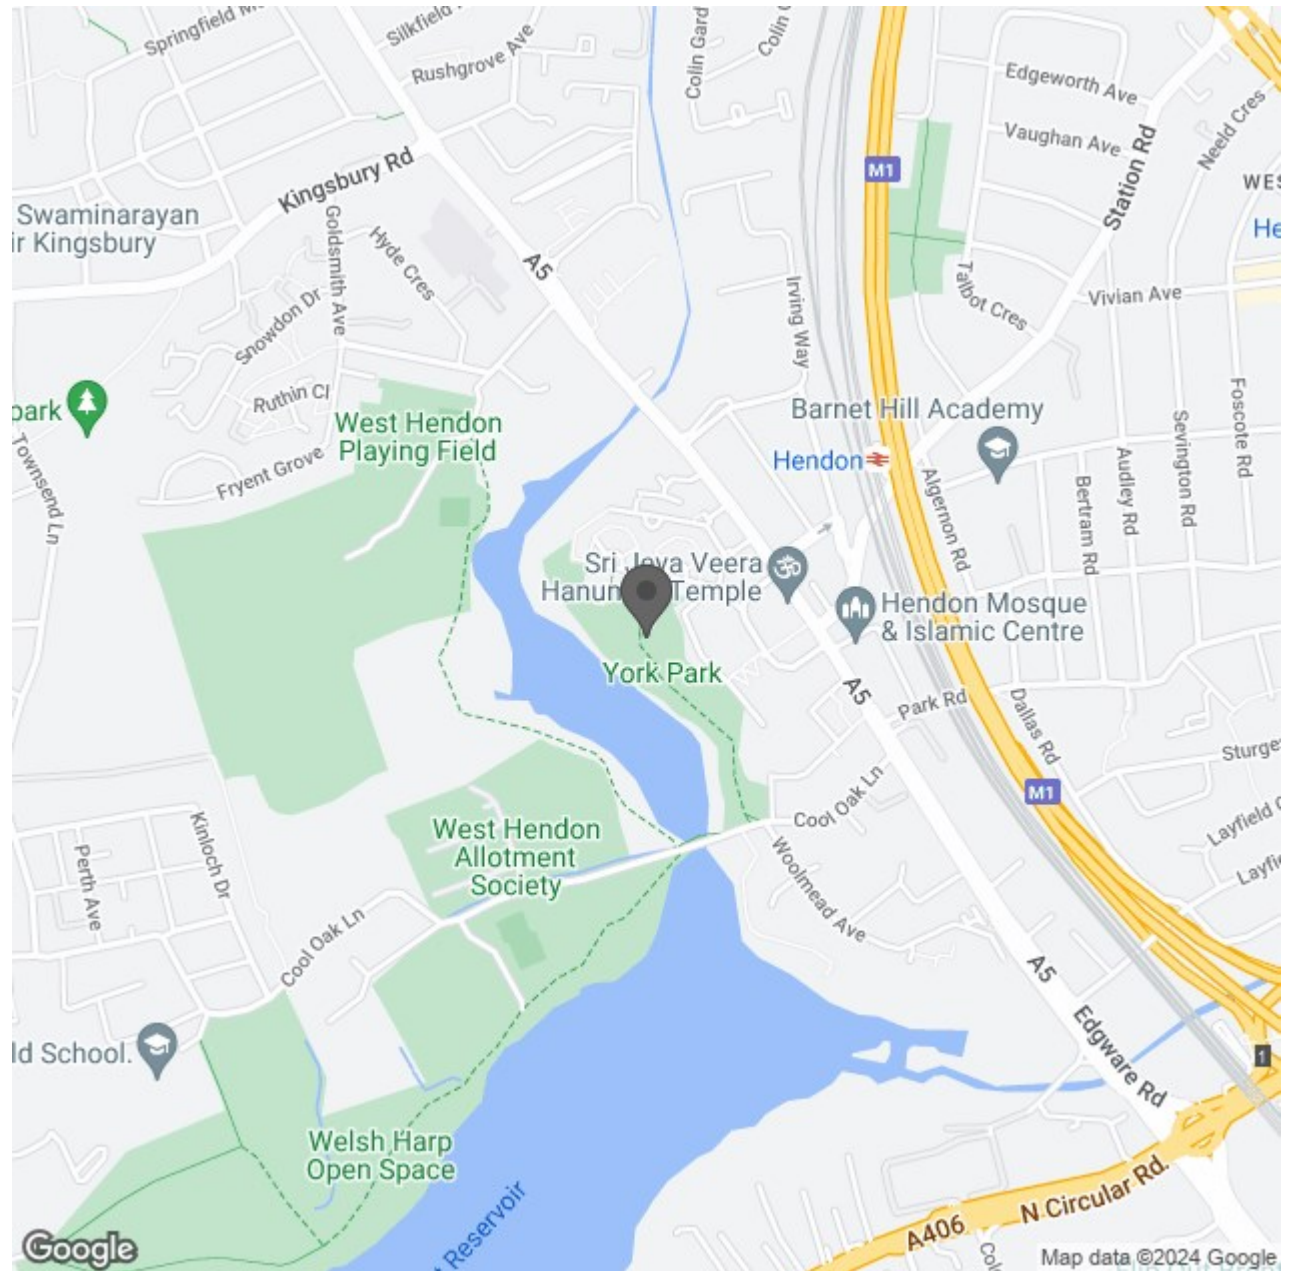 Springfield M
Silkfield
Rushgrove Ave
Colin Gard
Colin
Edgeworth Ave
Vaughan Ave
Station Rd
Neeld Cres
Kingsbury Rd
M1
WES
Swaminarayan
ir Kingsbury
Goldsmith Ave
Hyde Cres
A5
He
Irving Way
Talbot Cres
Vivian Ave
Snowdon Dr
Ruthin Cl
park
West Hendon
Playing Field
Barnet Hill Academy
Foscote Rd
Sevington Rd
Audley Rd
Bertram Rd
Hendon
Algernon Rd
Townsend Ln
Fryent Grove
Sri Jeya Veera
Temple
Hendon Mosque
& Islamic Centre
York Park
A5
Park Rd
Dallas Rd
Sturge
M1
Cool Oak Ln
Layfield
Layfie
West Hendon
Allotment
Society
Perth Ave
Kinloch Dr
Woolmead Ave
Cool Oak Ln
A5
Edgware Rd
1
ld School.
Welsh Harp
Open Space
Reservoir
N Circular Rd.
A406
Google
Map data ©2024 Google